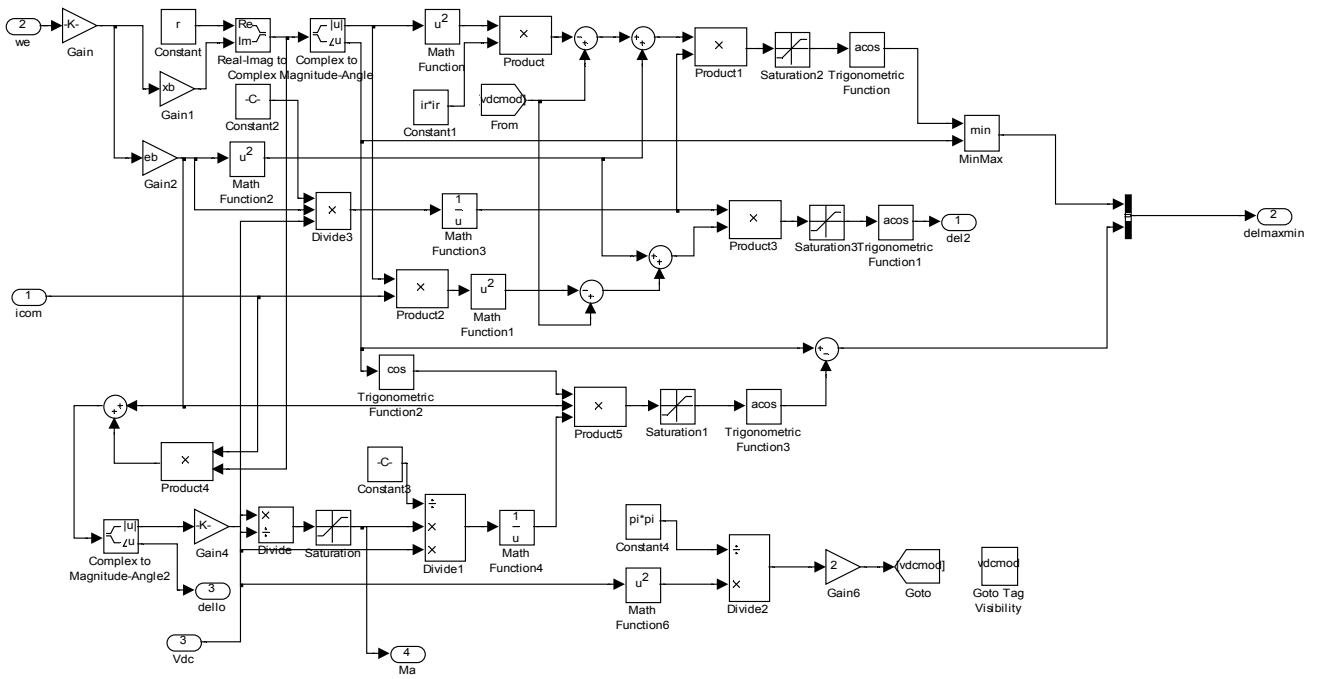 2
we
-K-
Gain
r
Constant
Re
Im
Real-Imag to
Complex
|u|
∠u
Complex to
Magnitude-Angle
u2
Math
Function
×
Product
-
+
+
+
×
Product1
Saturation2
acos
Trigonometric
Function
xb
Gain1
-C-
Constant2
ir*ir
Constant1
vdcmod
From
min
MinMax
eb
Gain2
u2
Math
Function2
×
Divide3
1
u
Math
Function3
×
Product3
Saturation3
acos
Trigonometric
Function1
1
del2
2
delmaxmin
+
+
1
icom
×
Product2
u2
Math
Function1
-
+
+
-
cos
Trigonometric
Function2
×
Product5
Saturation1
acos
Trigonometric
Function3
+
+
×
Product4
-C-
Constant3
|u|
∠u
Complex to
Magnitude-Angle2
-K-
Gain4
×
÷
Divide
Saturation
÷
×
×
Divide1
1
u
Math
Function4
pi*pi
Constant4
÷
×
Divide2
2
Gain6
[vdcmod]
Goto
vdcmod
Goto Tag
Visibility
3
dello
u2
Math
Function6
3
Vdc
4
Ma